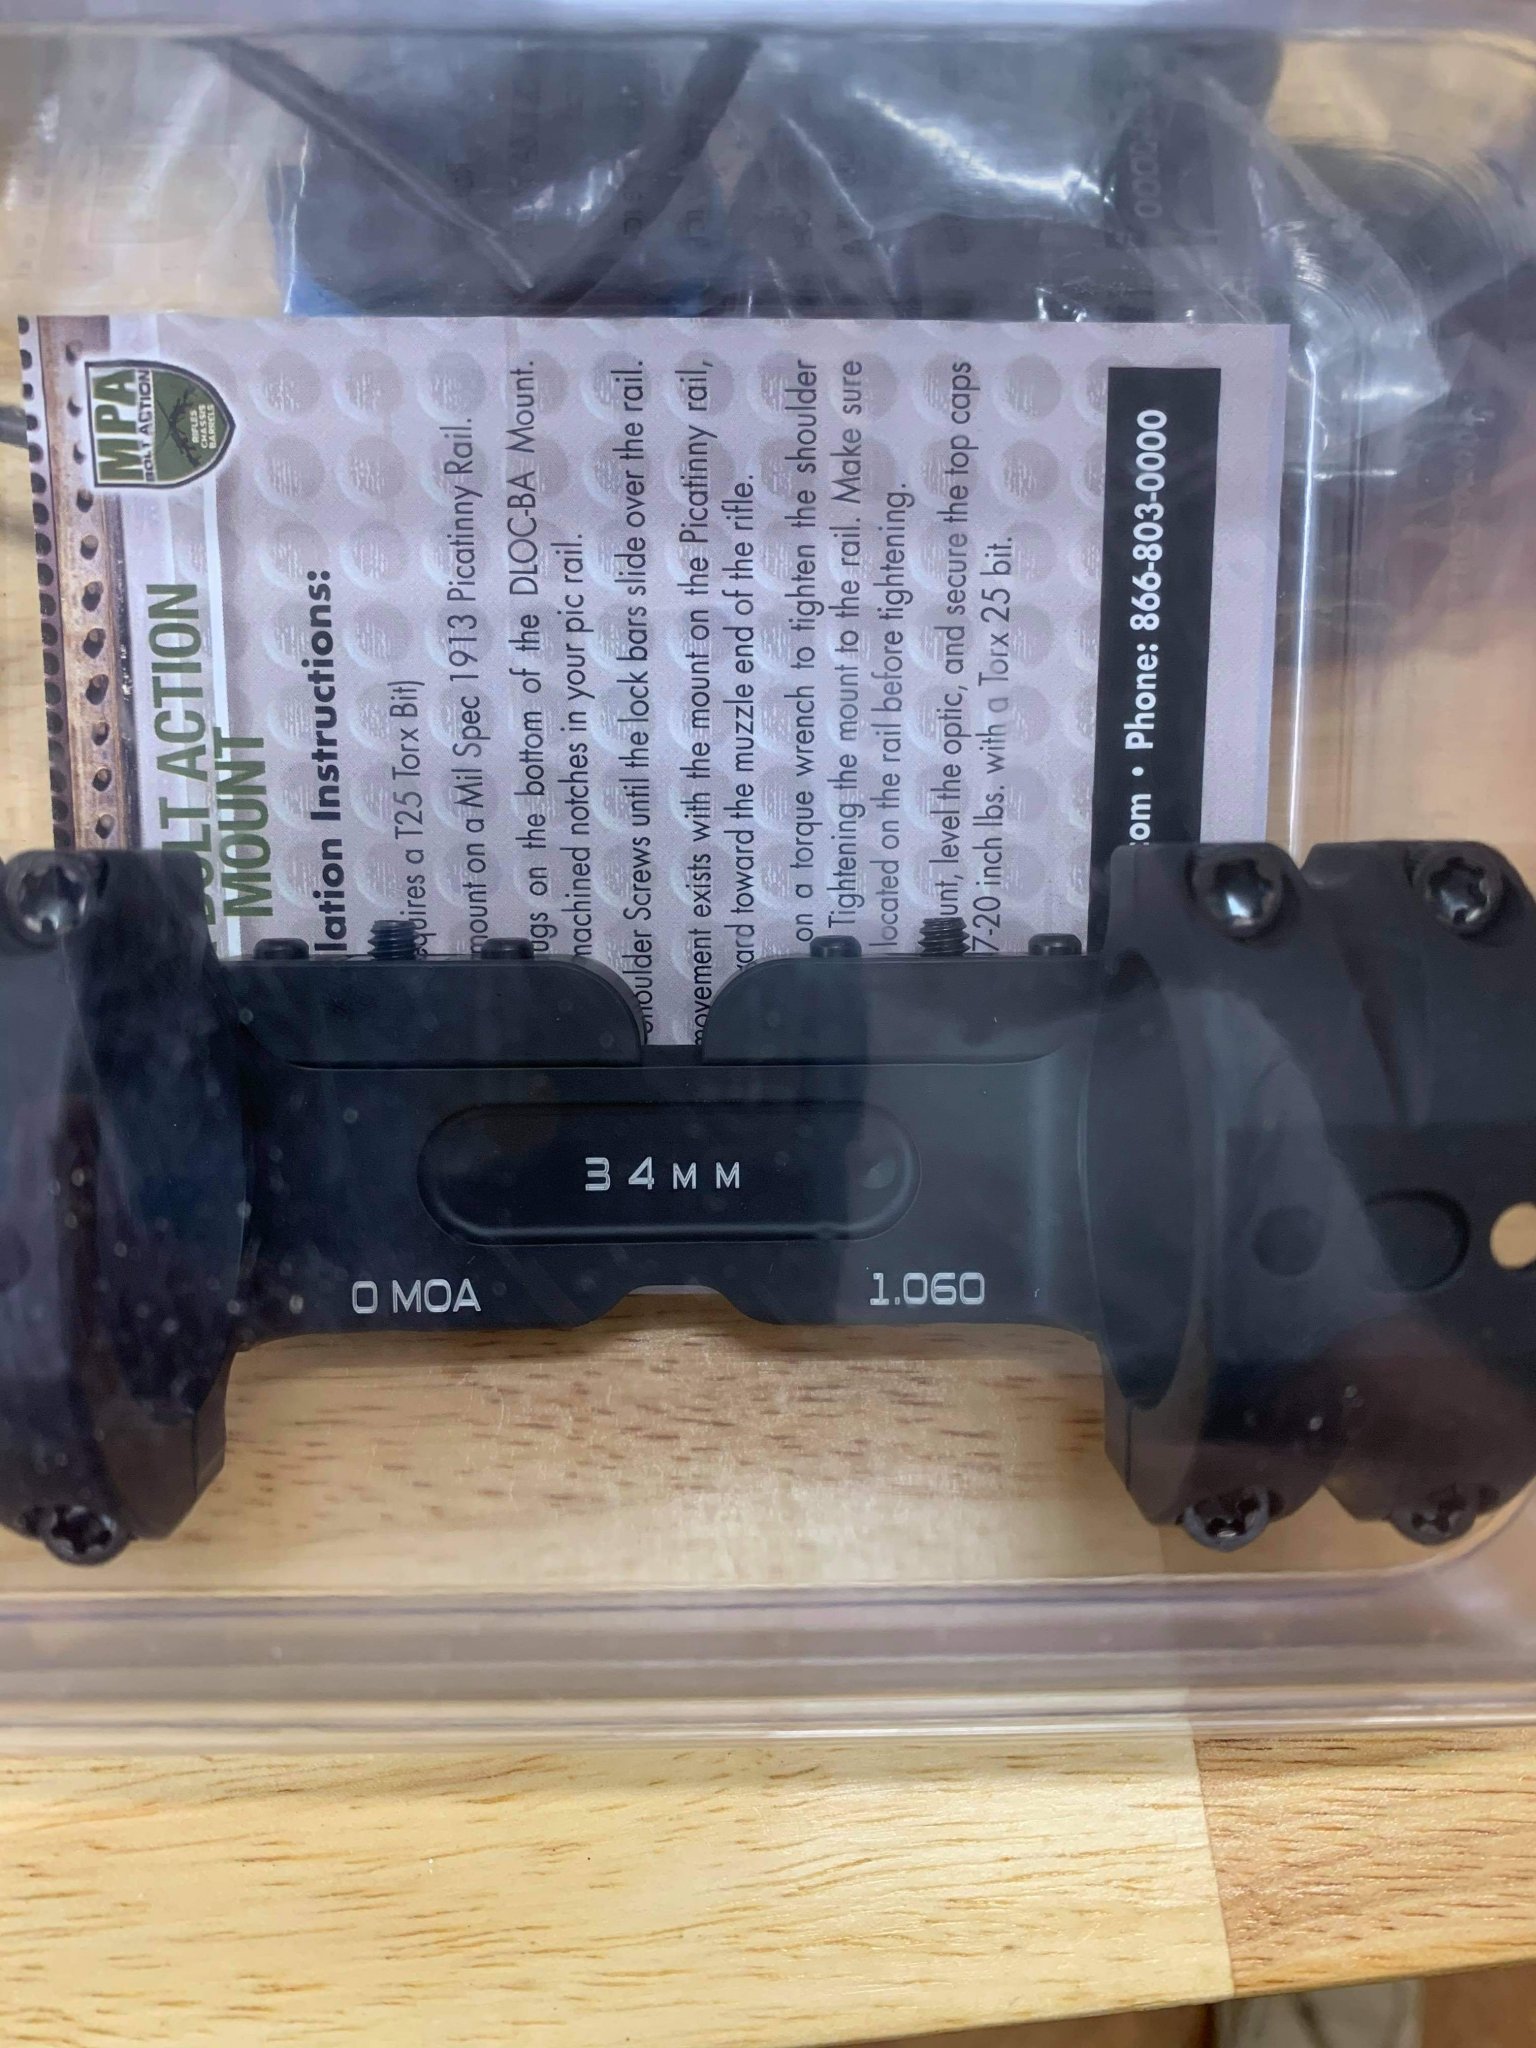 MPA
BOLT ACTION
RIFLES
CHASSIS
BARRELS
BOLT ACTION
MOUNT
lation Instructions:
quires a T25 Torx Bit)
mount on a Mil Spec 1913 Picatinny Rail.
ugs on the bottom of the DLOC-BA Mount.
machined notches in your pic rail.
houlder Screws until the lock bars slide over the rail.
movement exists with the mount on the Picatinny rail,
ard toward the muzzle end of the rifle.
on a torque wrench to tighten the shoulder
Tightening the mount to the rail. Make sure
located on the rail before tightening.
unt, level the optic, and secure the top caps
7-20 inch lbs. with a Torx 25 bit.
.com • Phone: 866-803-0000
34MM
0 MOA
1.060